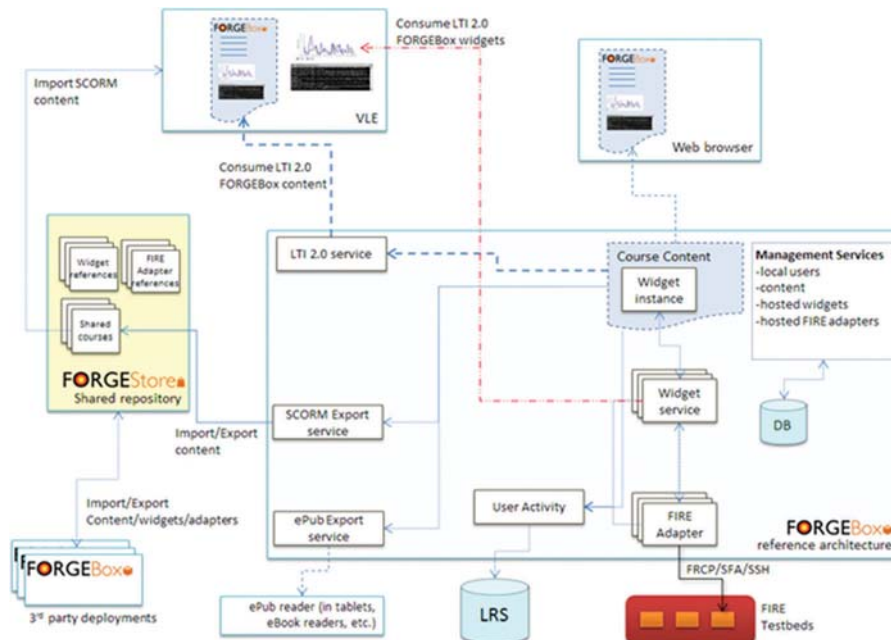 FORGEBox
Consume LTI 2.0
FORGEBox widgets
VLE
FORGEBox
Web browser
Import SCORM
content
Consume LTI 2.0
FORGEBox content
Widget
references
FIRE
Adapter
references
Shared
courses
FORGEStore
Shared repository
LTI 2.0 service
Course Content
Widget
instance
Management Services
-local users
-content
-hosted widgets
-hosted FIRE adapters
Widget
service
DB
SCORM Export
service
Import/Export
content
Import/Export
Content/widgets/adapters
ePub Export
service
User Activity
FIRE
Adapter
FORGEBox
reference architecture
F
F
FORGEBox
3rd party deployments
ePub reader (in tablets,
eBook readers, etc.)
LRS
FRCP/SFA/SSH
FIRE
Testbeds